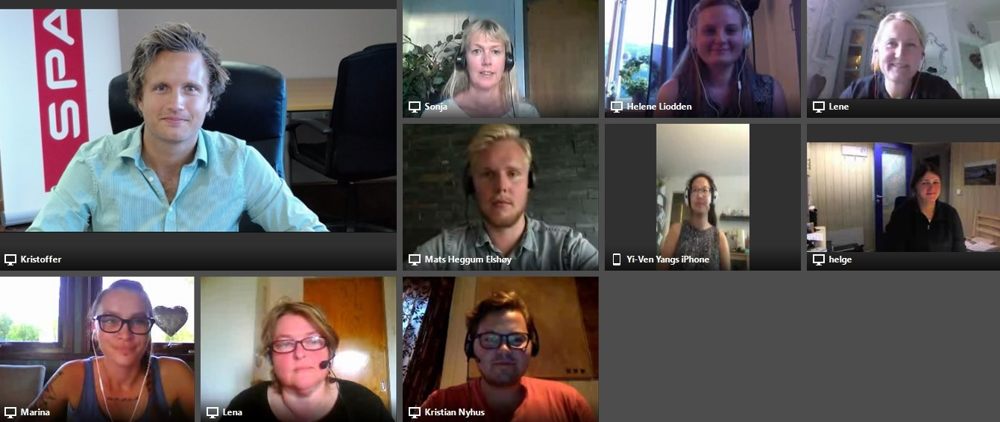 SPA
Kristoffer
Sonja
Helene Liodden
Lene
Mats Heggum Elshøy
Yi-Ven Yangs iPhone
helge
Marina
Lena
Kristian Nyhus